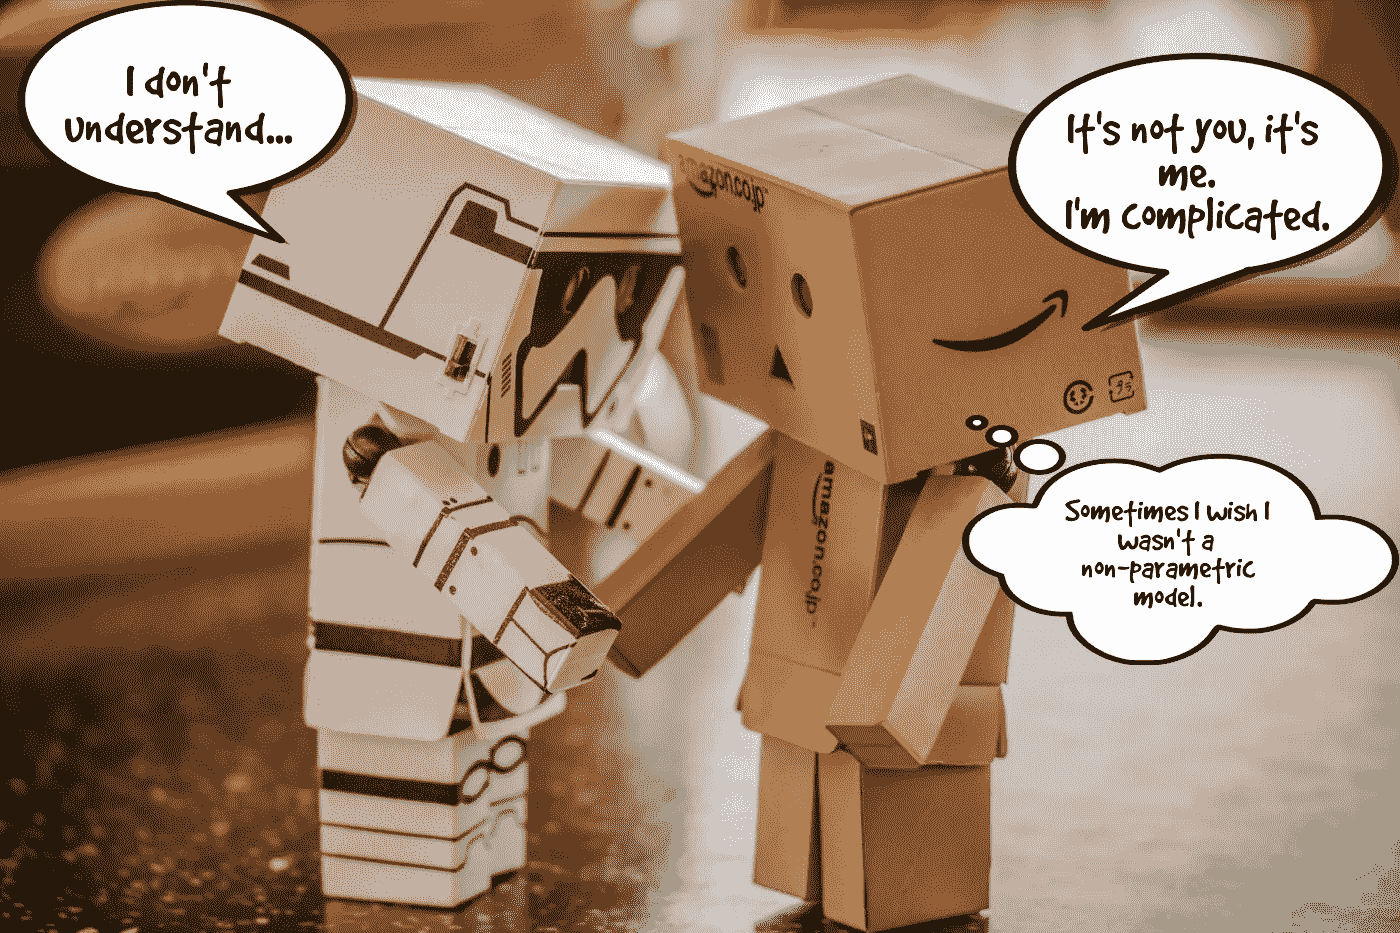 I don't
understand...
It's not you, it's
me.
I'm complicated.
amazon.co.jp
amazon.co.jp
Sometimes I wish I
wasn't a
non-parametric
model.